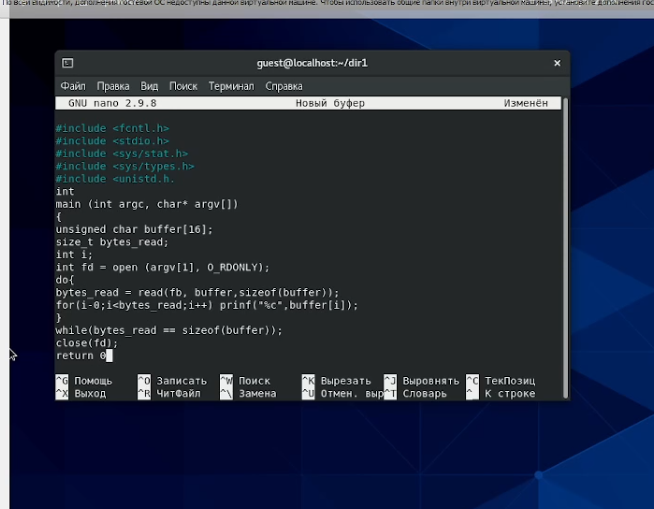 По всей видимости, дополнения гостевой ОС недоступны данной виртуальной машине. Чтобы использовать общие папки внутри виртуальной машины, установите дополнения гос
guest@localhost:~/dir1
×
Файл Правка Вид Поиск Терминал Справка
GNU nano 2.9.8 Новый буфер Изменён
#include <fcntl.h>
#include <stdio.h>
#include <sys/stat.h>
#include <sys/types.h>
#include <unistd.h.
int
main (int argc, char* argv[])
{
unsigned char buffer[16];
size_t bytes_read;
int i;
int fd = open (argv[1], O_RDONLY);
do{
bytes_read = read(fb, buffer,sizeof(buffer));
for(i-0;i<bytes_read;i++) prinf("%c",buffer[i]);
}
while(bytes_read == sizeof(buffer));
close(fd);
return 0
^G Помощь ^O Записать ^W Поиск ^K Вырезать ^J Выровнять ^C ТекПозиц
^X Выход ^R ЧитФайл ^\ Замена ^U Отмен. выр^T Словарь ^_ К строке